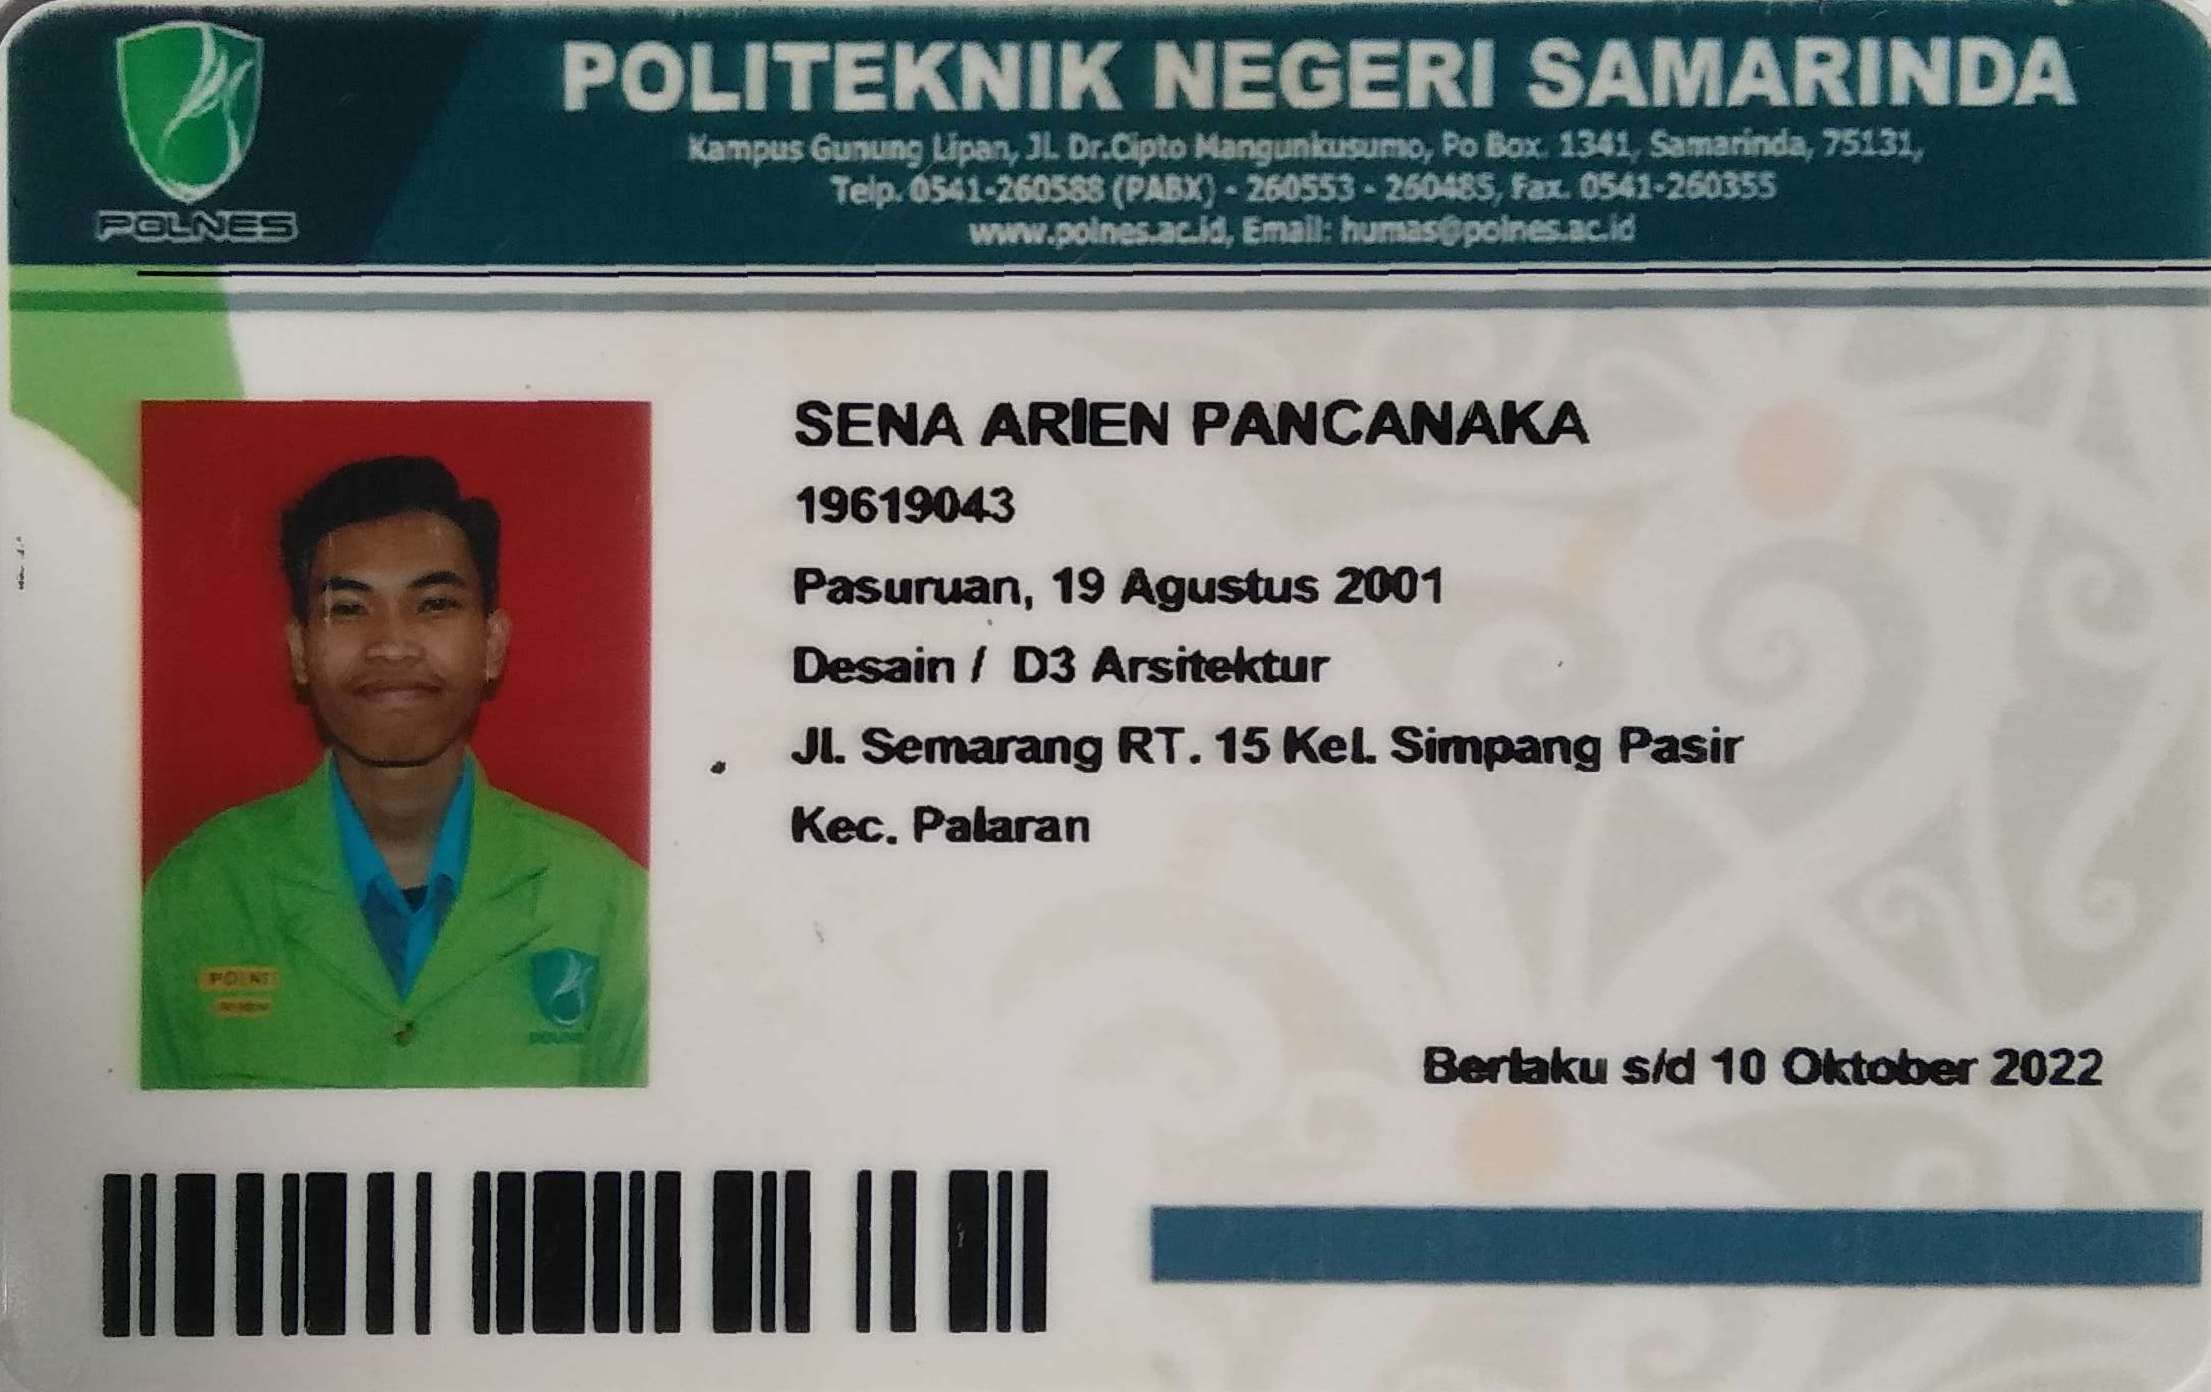 POLITEKNIK NEGERI SAMARINDA
Kampus Gunung Lipan, Jl. Dr.Cipto Mangunkusumo, Po Box. 1341, Samarinda, 75131,
Telp. 0541-260588 (PABX) - 260553 - 260485, Fax. 0541-260355
www.polnes.ac.id, Email: humas@polnes.ac.id
POLNES
SENA ARIEN PANCANAKA
19619043
Pasuruan, 19 Agustus 2001
Desain / D3 Arsitektur
Jl. Semarang RT. 15 Kel. Simpang Pasir
Kec. Palaran
Berlaku s/d 10 Oktober 2022